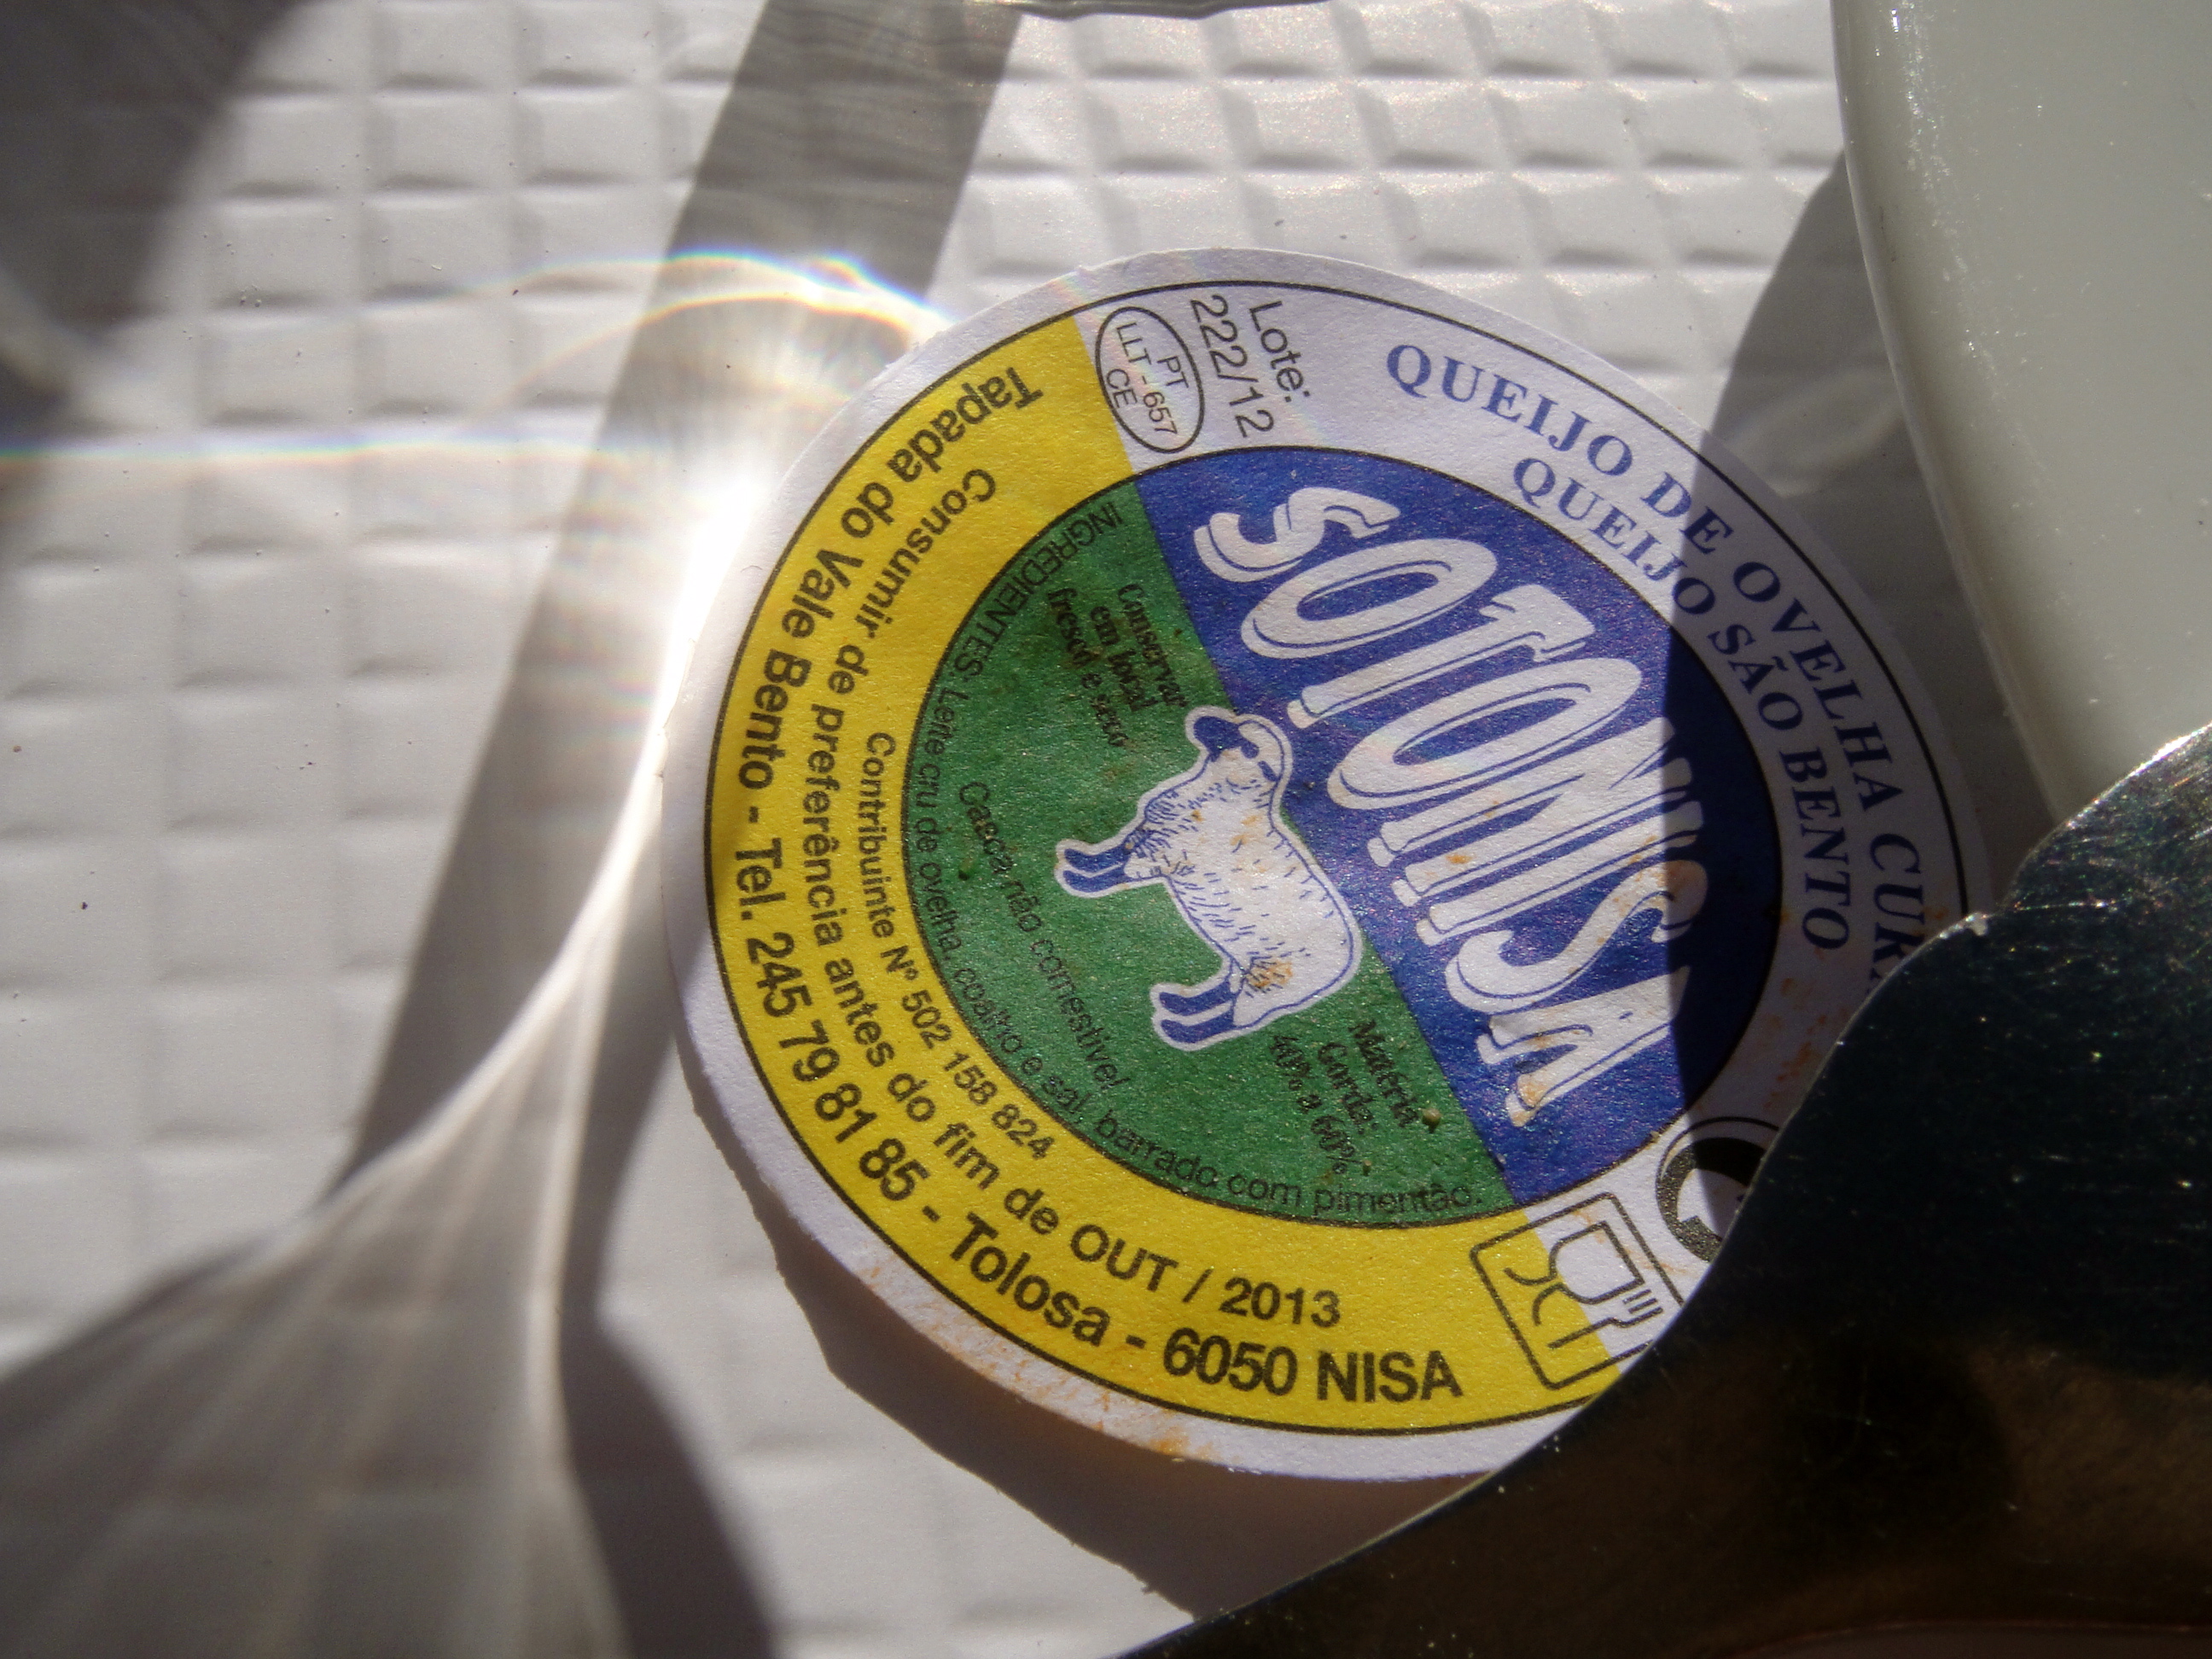 QUEIJO DE OVELHA
QUEIJO SÃO BENTO
Lote:
222/12
PT
LLT - 657
CE
SOTONISA
Conservar
em local
fresco e seco
Matéria
Gorda:
40% a 60%
Casca não comestível
INGREDIENTES: Leite cru de ovelha, coalho e sal, barrado com pimentão.
Contribuinte Nº 502 158 824
Consumir de preferência antes do fim de OUT / 2013
Tapada do Vale Bento - Tel. 245 79 81 85 - Tolosa - 6050 NISA